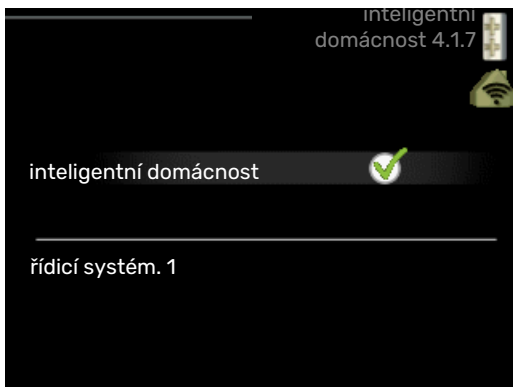 inteligentní
domácnost 4.1.7
inteligentní domácnost
řídicí systém. 1